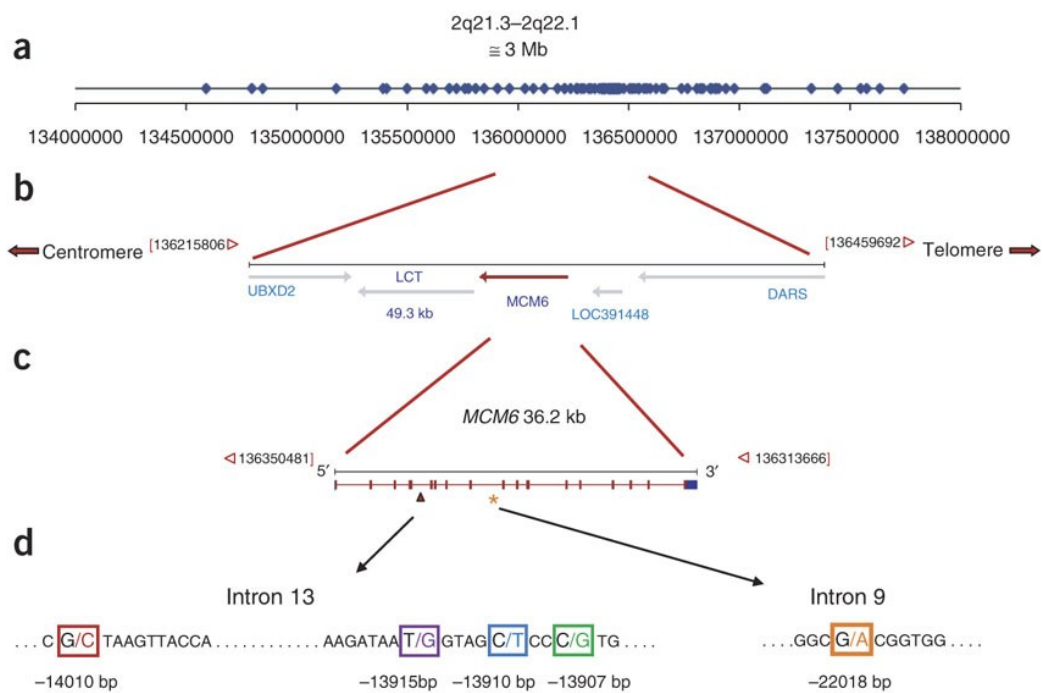 a
2q21.3–2q22.1
≅ 3 Mb
134000000 134500000 135000000 135500000 136000000 136500000 137000000 137500000 138000000
b
Centromere [136215806 136459692] Telomere
UBXD2 LCT 49.3 kb MCM6 LOC391448 DARS
c
MCM6 36.2 kb
136350481] 5′ 3′ 136313666]
*
d
Intron 13 Intron 9
...C G/C TAAGTTACCA............ AAGATAA T/G GTAG C/T CC C/G TG.... ....GGC G/A CGGTGG....
–14010 bp –13915bp –13910 bp –13907 bp –22018 bp